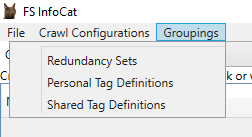 FS InfoCat
File Crawl Configurations Groupings
Redundancy Sets
Personal Tag Definitions
Shared Tag Definitions